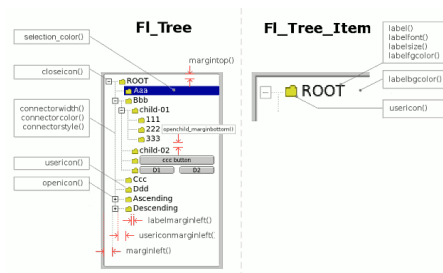 Fl_Tree
Fl_Tree_Item
selection_color()
margintop()
closeicon()
ROOT
Aaa
Bbb
child-01
111
222
openchild_marginbottom()
333
child-02
ccc button
D1
D2
Ccc
Ddd
Ascending
Descending
connectorwidth()
connectorcolor()
connectorstyle()
usericon()
openicon()
labelmarginleft()
usericonmarginleft(
marginleft()
label()
labelfont()
labelsize()
labelfgcolor()
ROOT
labelbgcolor()
usericon()